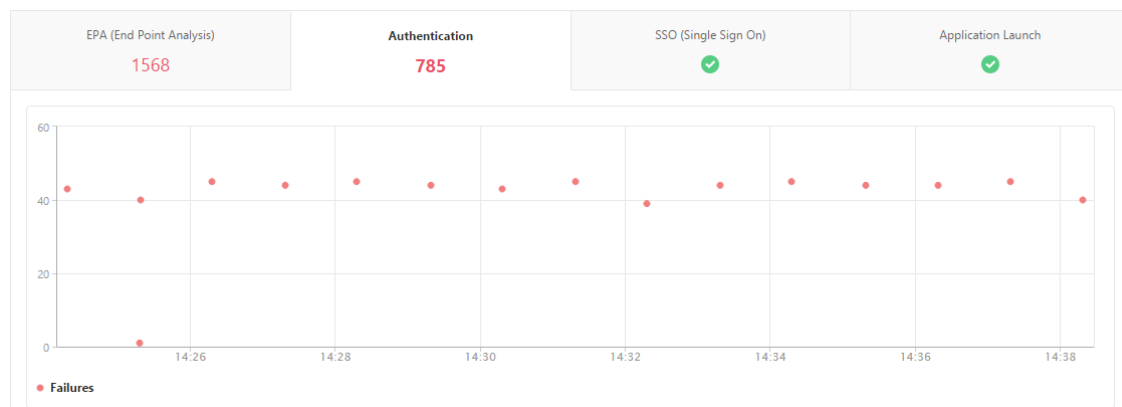 EPA (End Point Analysis)
1568
Authentication
785
SSO (Single Sign On)
Application Launch
60
40
20
0
14:26
14:28
14:30
14:32
14:34
14:36
14:38
Failures